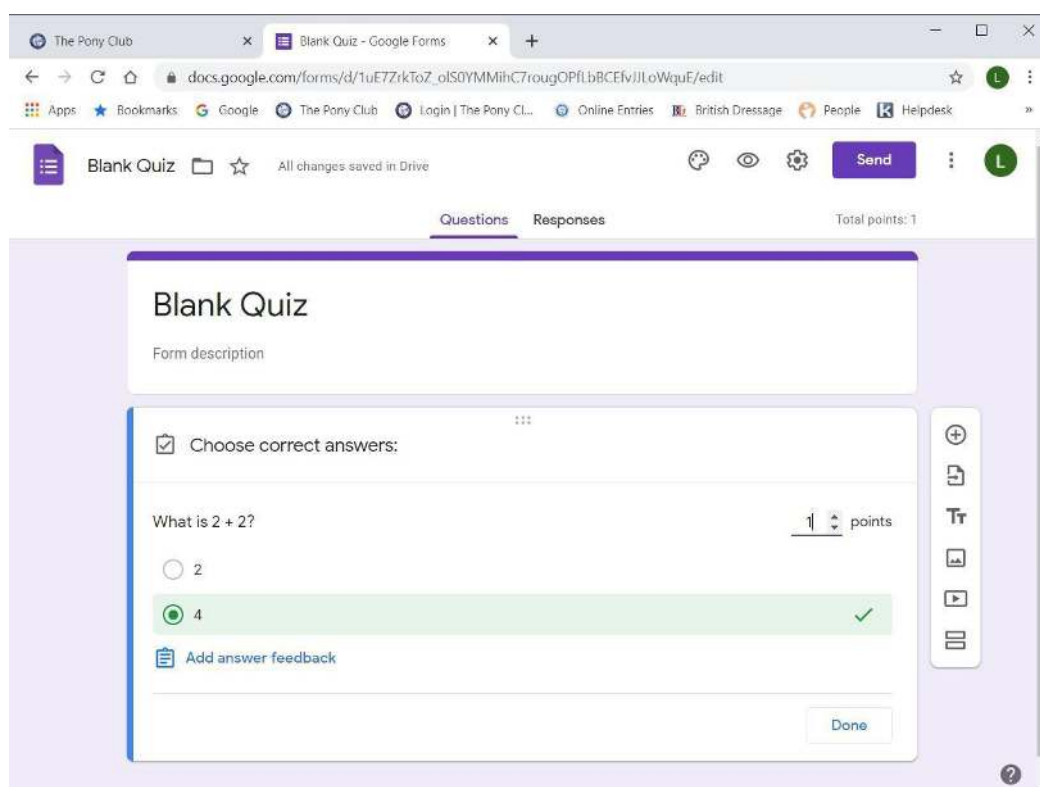 The Pony Club
Blank Quiz - Google Forms
docs.google.com/forms/d/1uE7ZrkToZ_olS0YMMihC7rougOPfLbBCEfvJJLoWquE/edit
L
Apps Bookmarks Google The Pony Club Login | The Pony Cl... Online Entries British Dressage People Helpdesk »
Blank Quiz All changes saved in Drive Send L
Questions Responses Total points: 1
Blank Quiz
Form description
Choose correct answers:
What is 2 + 2? 1 points
2
4
Add answer feedback
Done